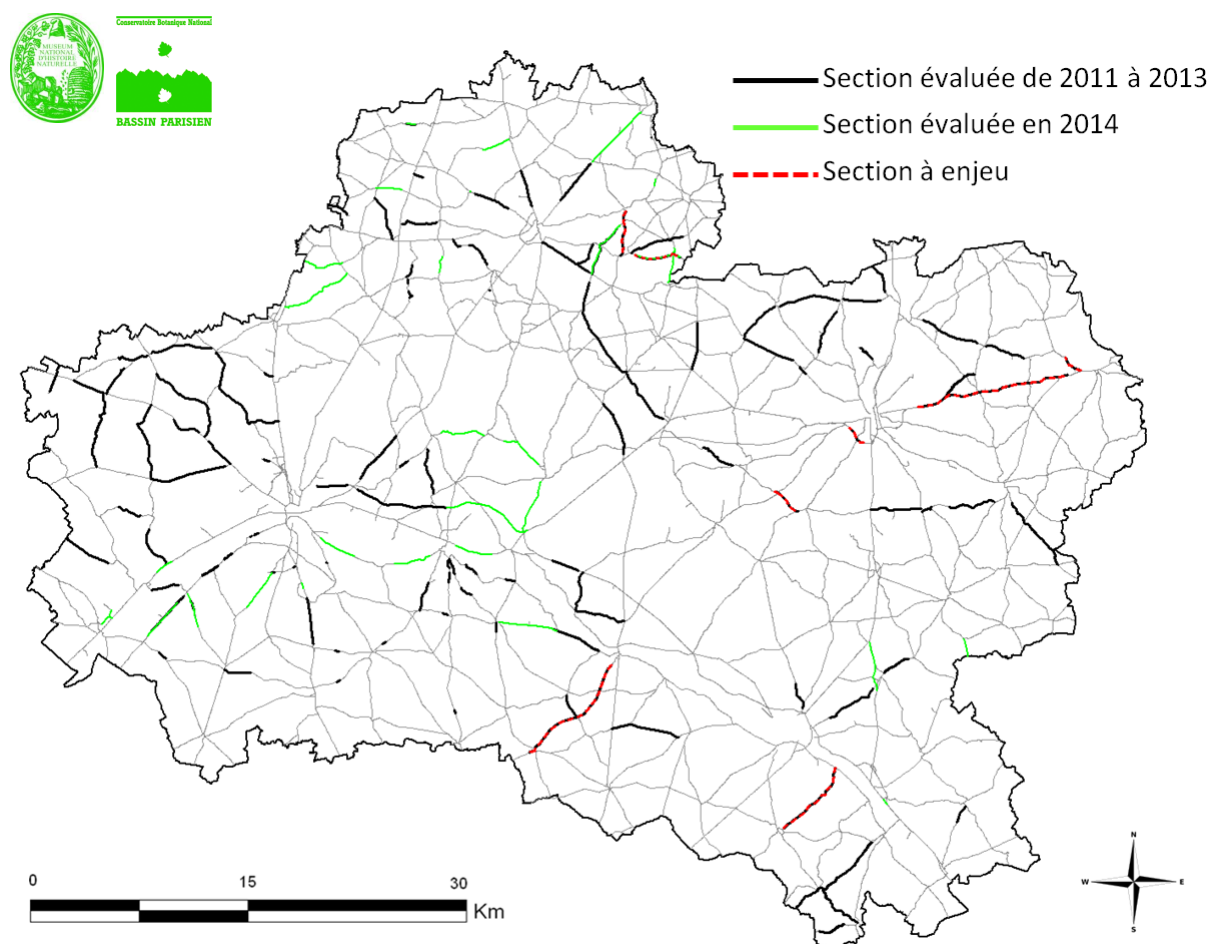 Conservatoire Botanique National
MUSEUM
NATIONAL
D'HISTOIRE
NATURELLE
BASSIN PARISIEN
Section évaluée de 2011 à 2013
Section évaluée en 2014
Section à enjeu
0 15 30
Km
N
W E
S